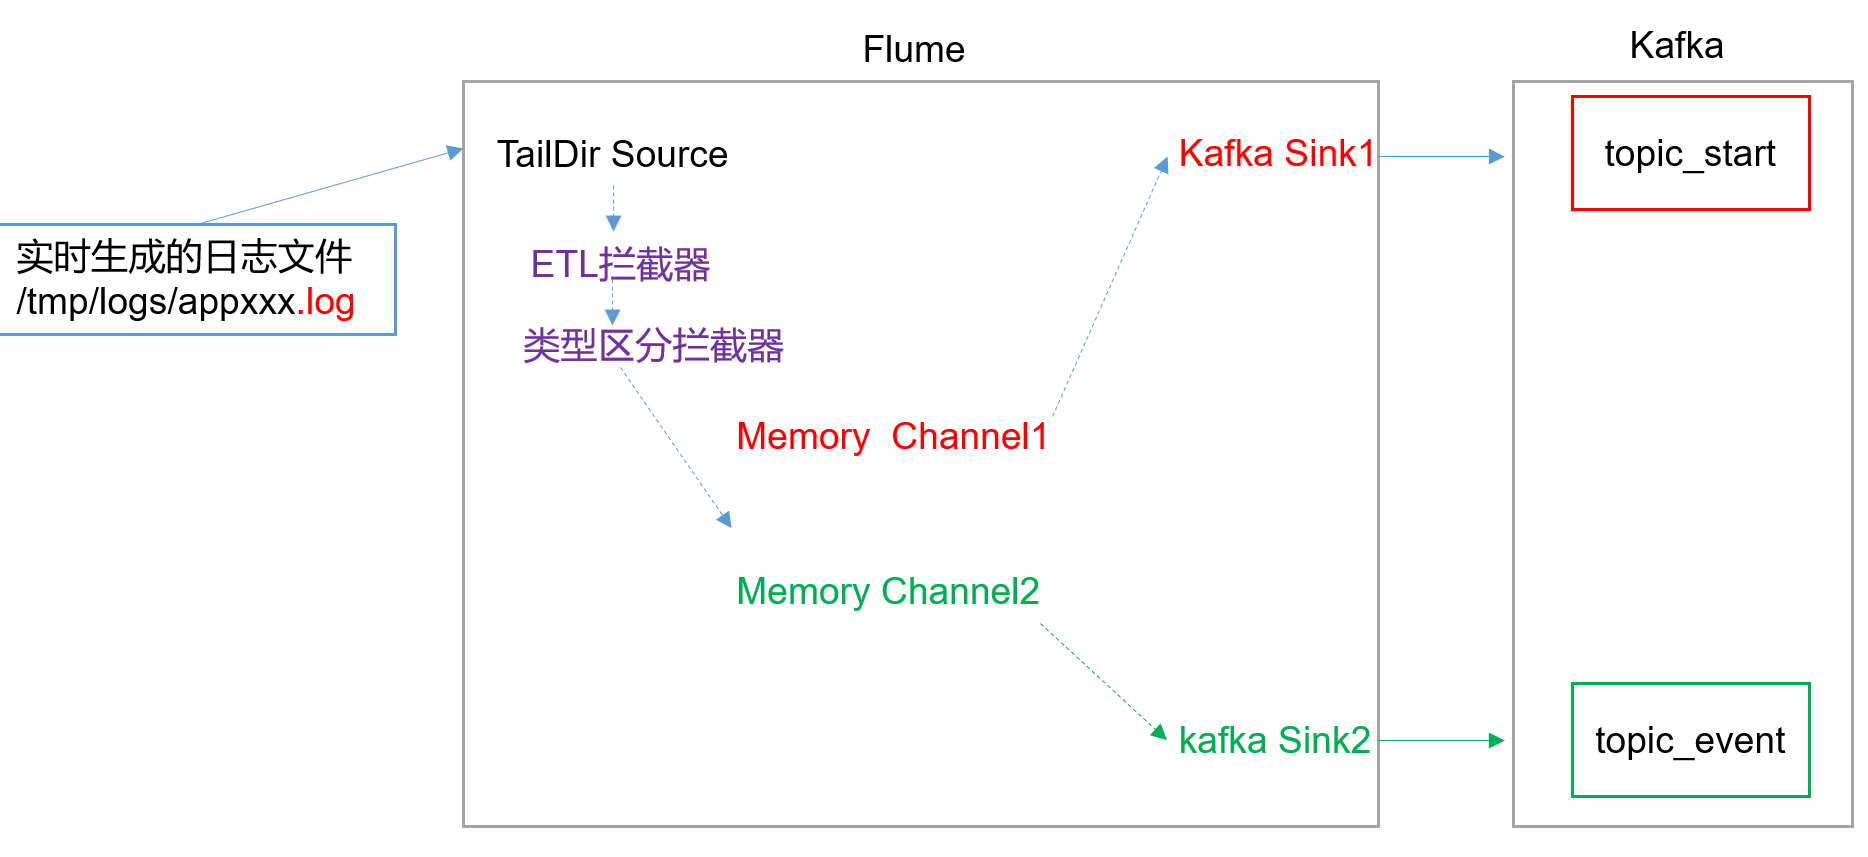 Flume
Kafka
TailDir Source
Kafka Sink1
topic_start
实时生成的日志文件
/tmp/logs/appxxx.log
ETL拦截器
类型区分拦截器
Memory  Channel1
Memory Channel2
kafka Sink2
topic_event